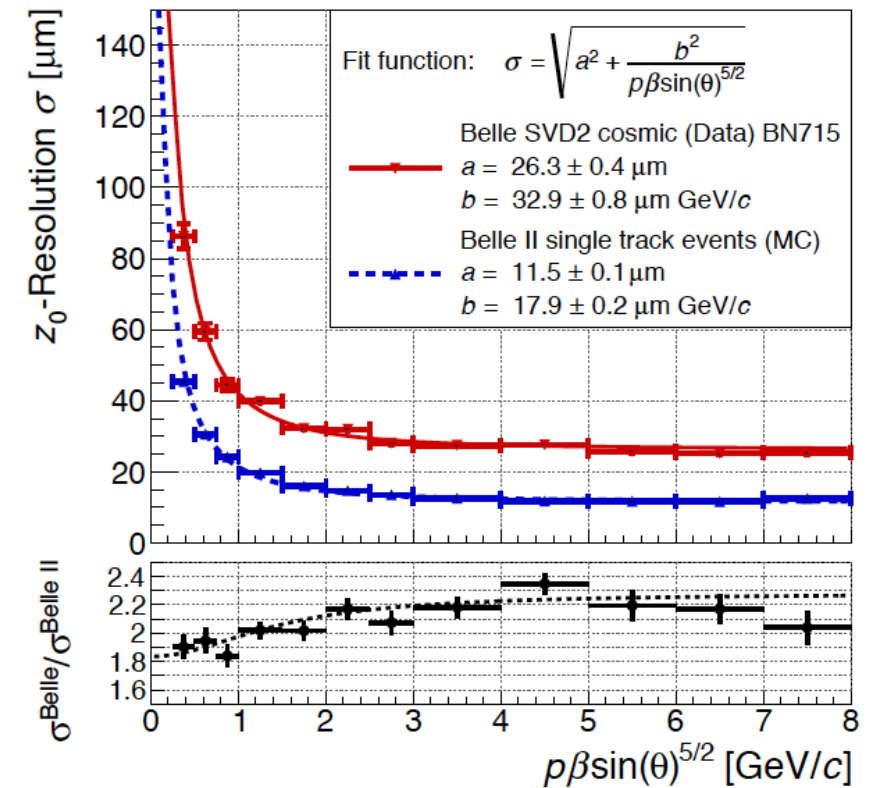 z₀-Resolution σ [μm]
140
120
100
80
60
40
20
0
Fit function: σ = √(a² + b²/(pβsin(θ)^5/2))
Belle SVD2 cosmic (Data) BN715
a = 26.3 ± 0.4 μm
b = 32.9 ± 0.8 μm GeV/c
Belle II single track events (MC)
a = 11.5 ± 0.1 μm
b = 17.9 ± 0.2 μm GeV/c
σ^Belle/σ^Belle II
2.4
2.2
2
1.8
1.6
0 1 2 3 4 5 6 7 8
pβsin(θ)^5/2 [GeV/c]